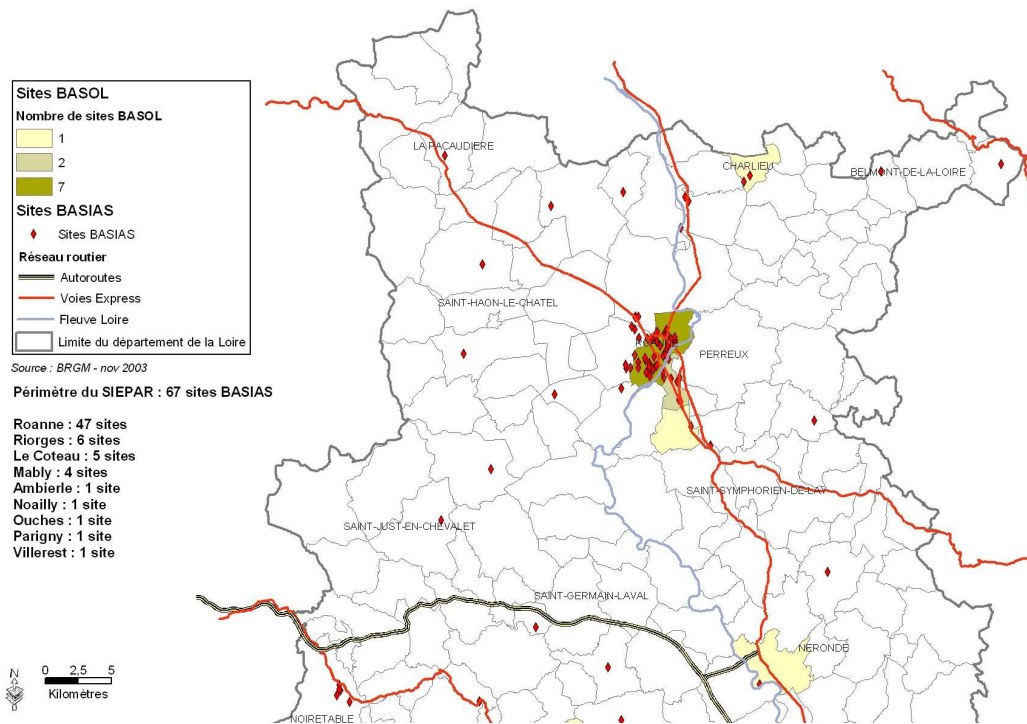 Sites BASOL
Nombre de sites BASOL
1
2
7
Sites BASIAS
Sites BASIAS
Réseau routier
Autoroutes
Voies Express
Fleuve Loire
Limite du département de la Loire
Source : BRGM - nov 2003
Périmètre du SIEPAR : 67 sites BASIAS
Roanne : 47 sites
Riorges : 6 sites
Le Coteau : 5 sites
Mably : 4 sites
Ambierle : 1 site
Noailly : 1 site
Ouches : 1 site
Parigny : 1 site
Villerest : 1 site
LA PACAUDIERE
CHARLIEU
BELMONT-DE-LA-LOIRE
SAINT-HAON-LE-CHATEL
PERREUX
SAINT-SYMPHORIEN-DE-LAY
SAINT-JUST-EN-CHEVALET
SAINT-GERMAIN-LAVAL
NERONDE
NOIRETABLE
N
0 2,5 5
Kilomètres